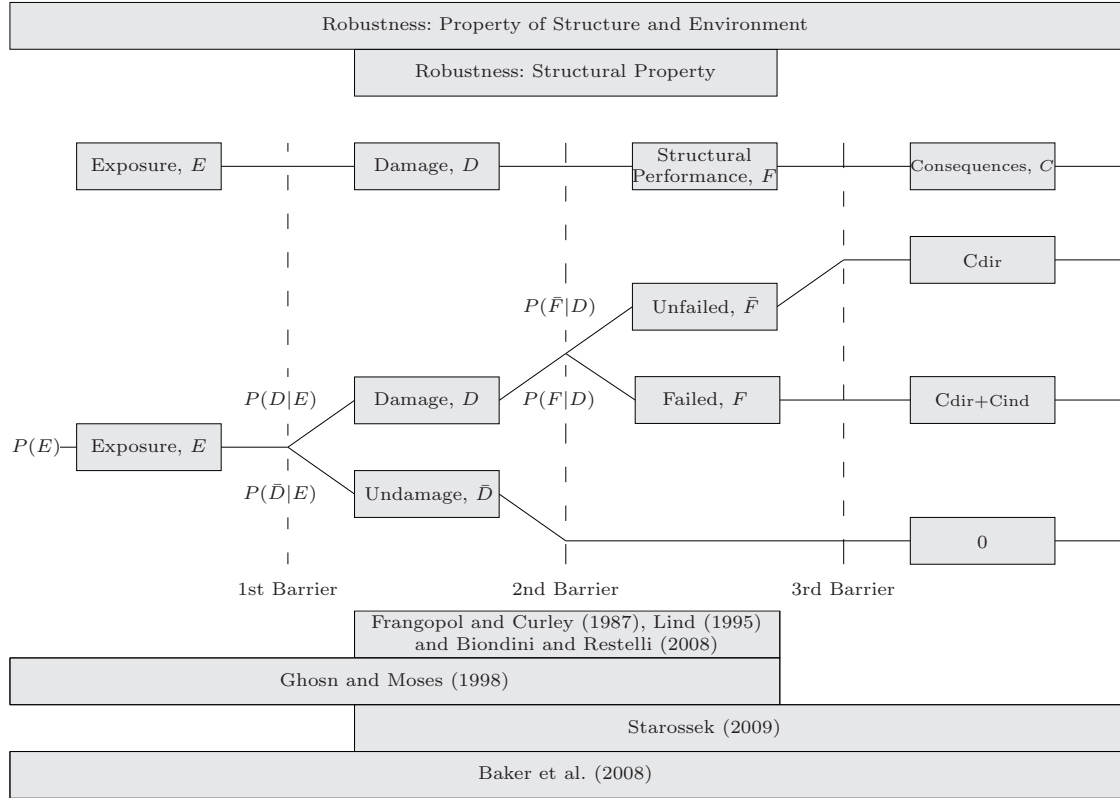 Robustness: Property of Structure and Environment
Robustness: Structural Property
Exposure, E
Damage, D
Structural
Performance, F
Consequences, C
Cdir
P(F̄|D)
Unfailed, F̄
P(D|E)
Damage, D
P(F|D)
Failed, F
Cdir+Cind
P(E)
Exposure, E
P(D̄|E)
Undamage, D̄
0
1st Barrier
2nd Barrier
3rd Barrier
Frangopol and Curley (1987), Lind (1995)
and Biondini and Restelli (2008)
Ghosn and Moses (1998)
Starossek (2009)
Baker et al. (2008)